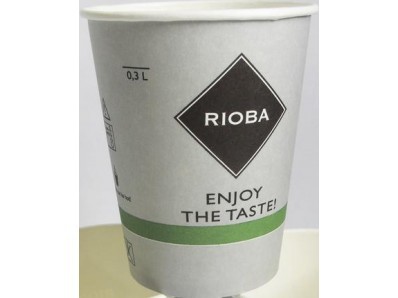 0,3 L
RIOBA
ENJOY
THE TASTE!